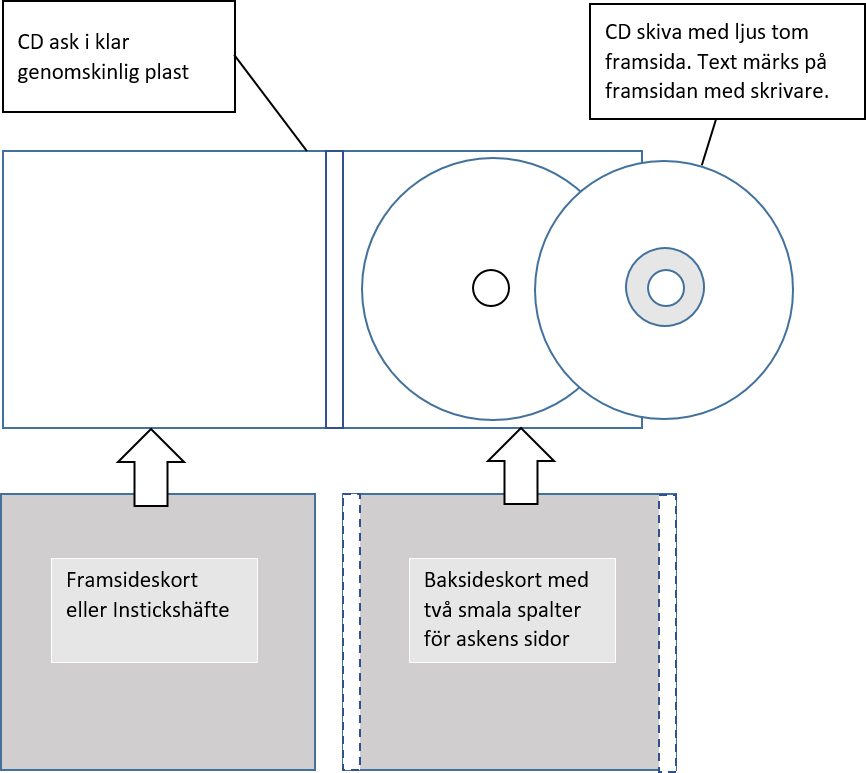 CD ask i klar
genomskinlig plast
CD skiva med ljus tom
framsida. Text märks på
framsidan med skrivare.
Framsideskort
eller Instickshäfte
Baksideskort med
två smala spalter
för askens sidor